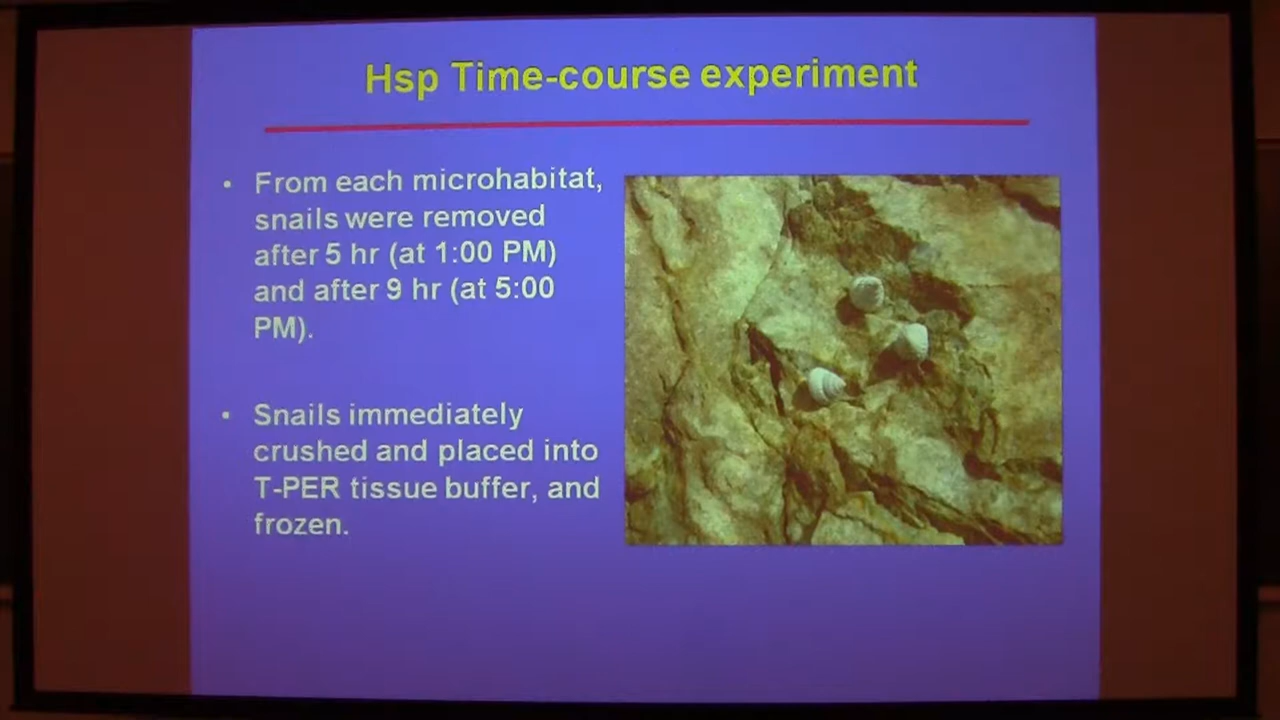 Hsp Time-course experiment
• From each microhabitat,
snails were removed
after 5 hr (at 1:00 PM)
and after 9 hr (at 5:00
PM).
• Snails immediately
crushed and placed into
T-PER tissue buffer, and
frozen.